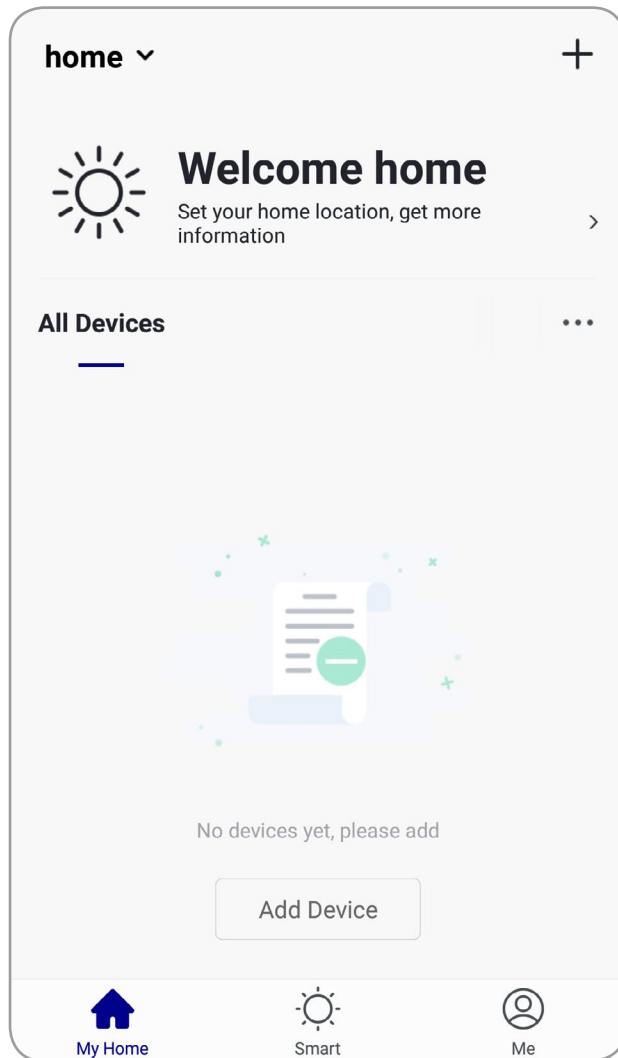 home
Welcome home
Set your home location, get more
information
All Devices
No devices yet, please add
Add Device
My Home
Smart
Me